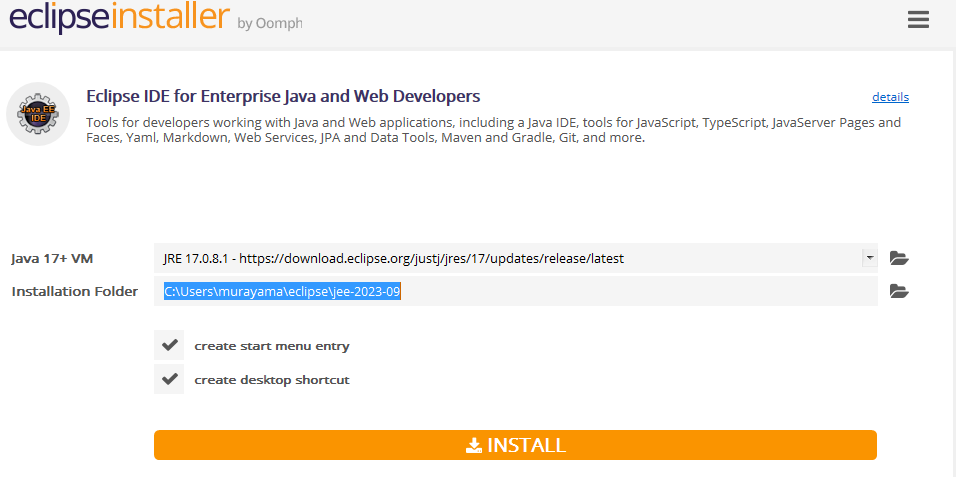 eclipseinstaller by Oomph
Java EE
IDE
Eclipse IDE for Enterprise Java and Web Developers
details
Tools for developers working with Java and Web applications, including a Java IDE, tools for JavaScript, TypeScript, JavaServer Pages and
Faces, Yaml, Markdown, Web Services, JPA and Data Tools, Maven and Gradle, Git, and more.
Java 17+ VM
JRE 17.0.8.1 - https://download.eclipse.org/justj/jres/17/updates/release/latest
Installation Folder
C:\Users\murayama\eclipse\jee-2023-09
create start menu entry
create desktop shortcut
INSTALL